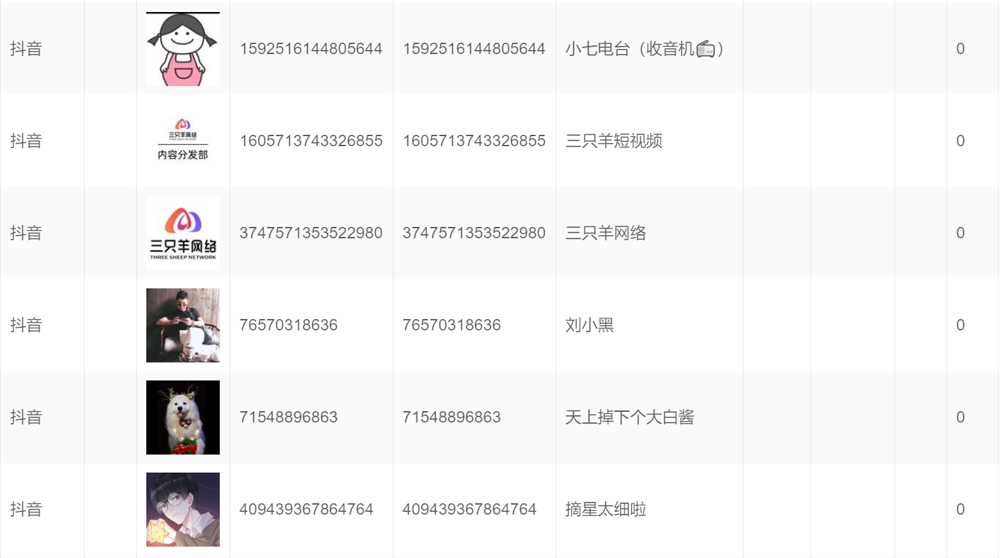 抖音 1592516144805644 1592516144805644 小七电台（收音机📻） 0
三只羊网络
THREE SHEEP NETWORK
内容分发部
抖音 1605713743326855 1605713743326855 三只羊短视频 0
三只羊网络
THREE SHEEP NETWORK
抖音 3747571353522980 3747571353522980 三只羊网络 0
抖音 76570318636 76570318636 刘小黑 0
抖音 71548896863 71548896863 天上掉下个大白酱 0
抖音 409439367864764 409439367864764 摘星太细啦 0